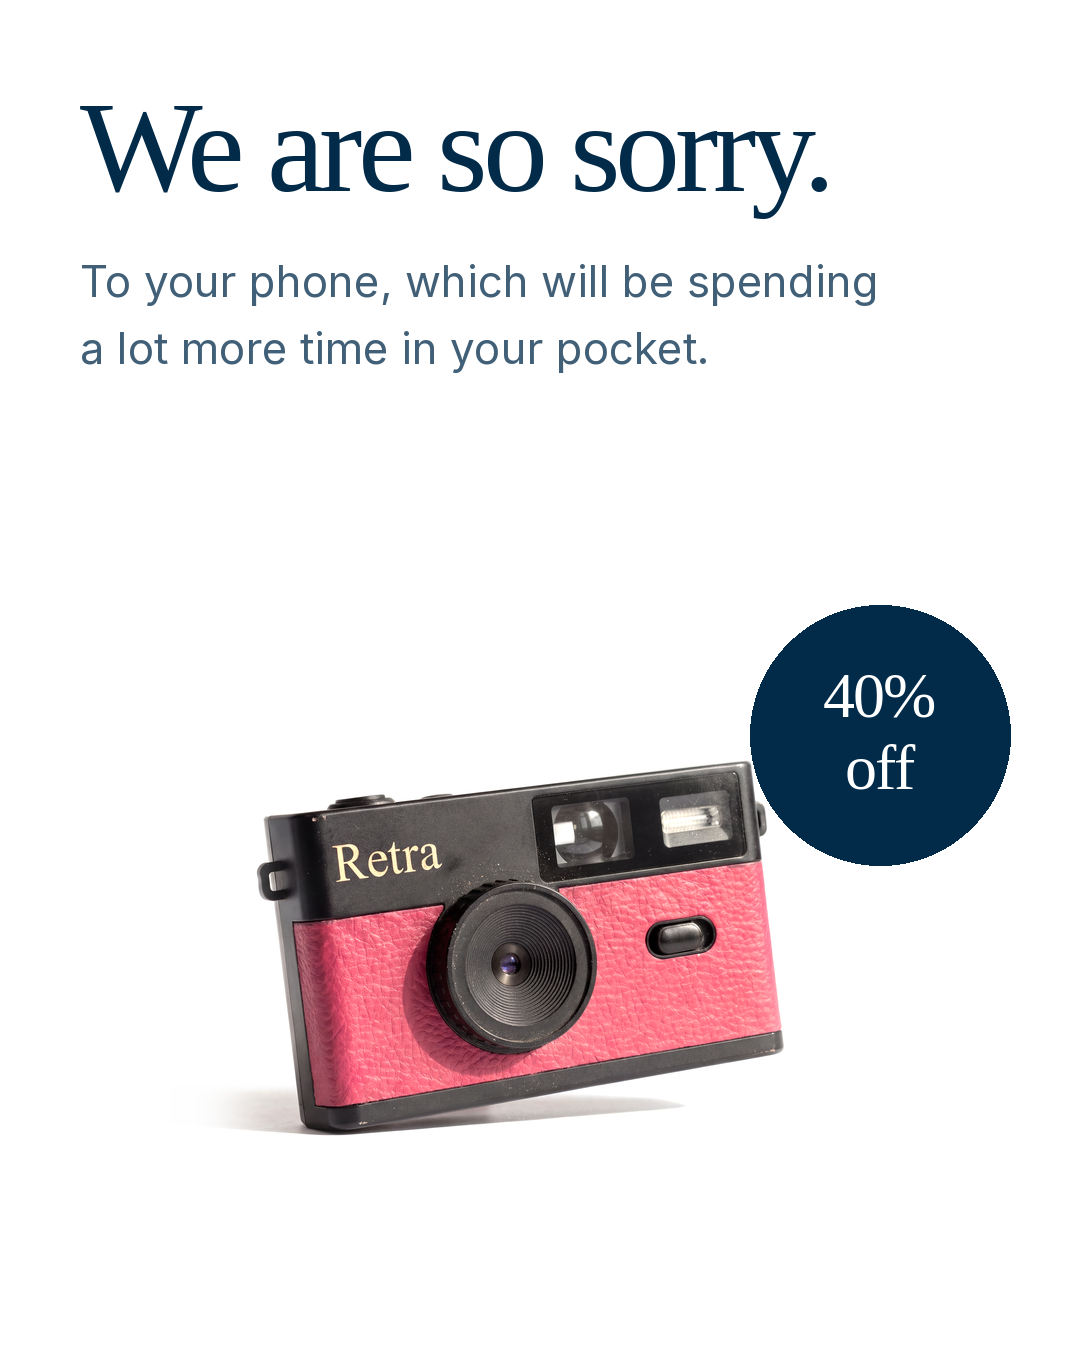 We are so sorry.
To your phone, which will be spending
a lot more time in your pocket.
40%
off
Retra